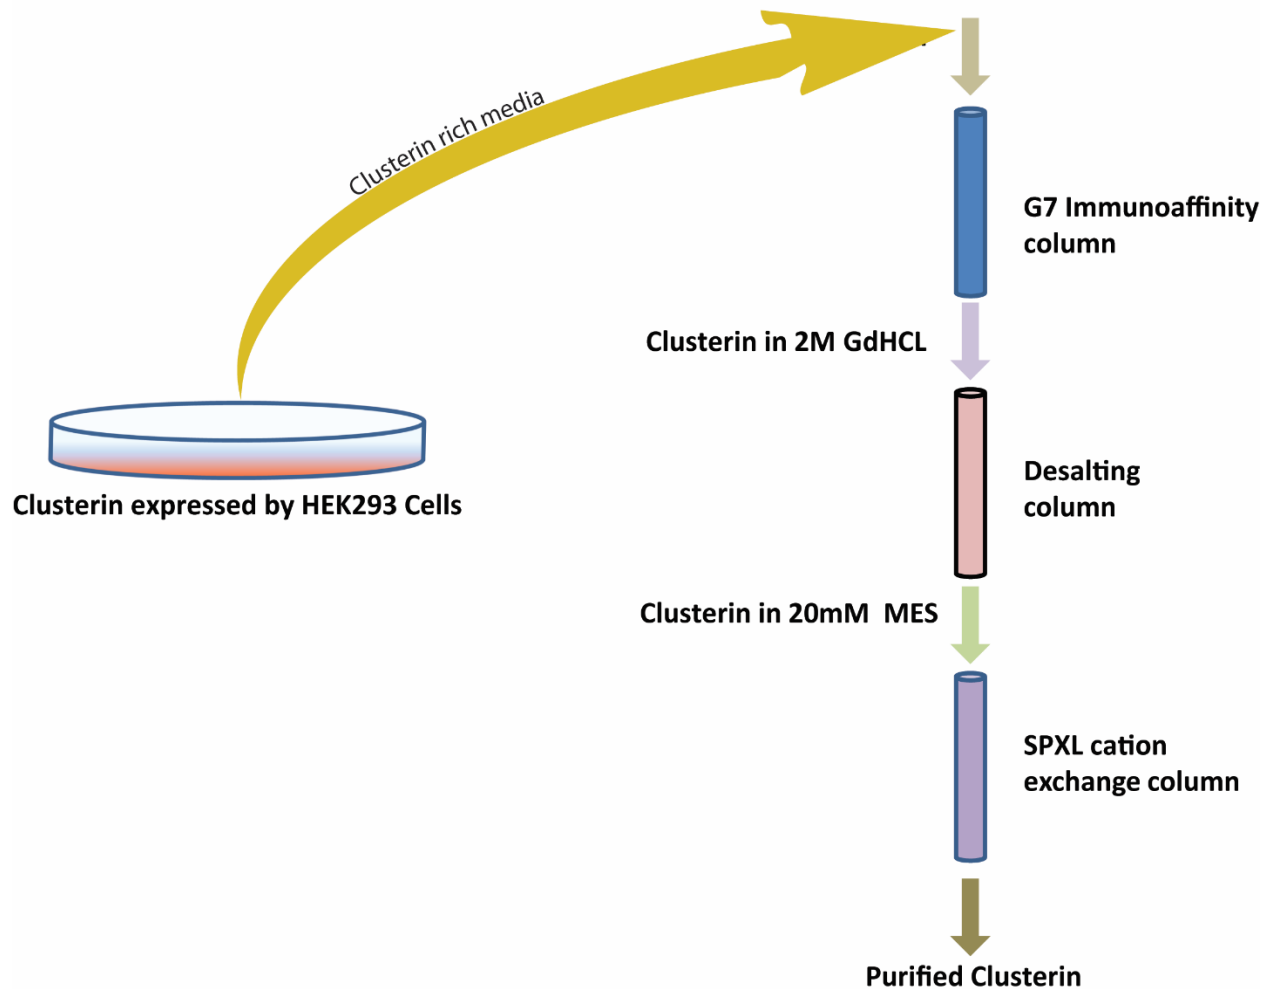 Clusterin rich media
G7 Immunoaffinity
column
Clusterin in 2M GdHCL
Clusterin expressed by HEK293 Cells
Desalting
column
Clusterin in 20mM  MES
SPXL cation
exchange column
Purified Clusterin